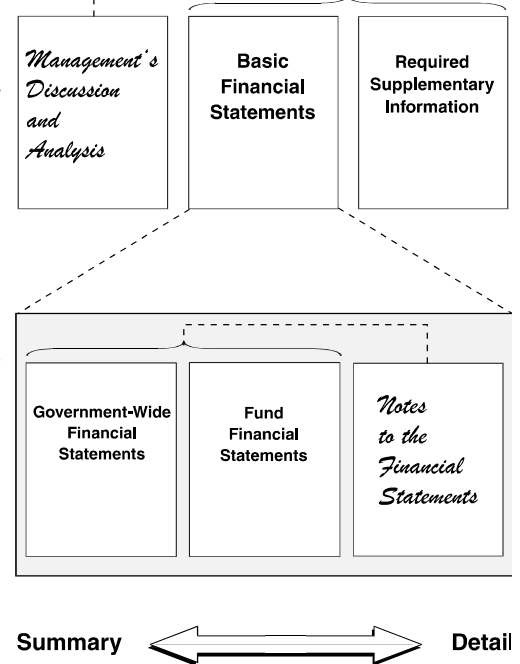 Management's
Discussion
and
Analysis
Basic
Financial
Statements
Required
Supplementary
Information
Government-Wide
Financial
Statements
Fund
Financial
Statements
Notes
to the
Financial
Statements
Summary
Detail